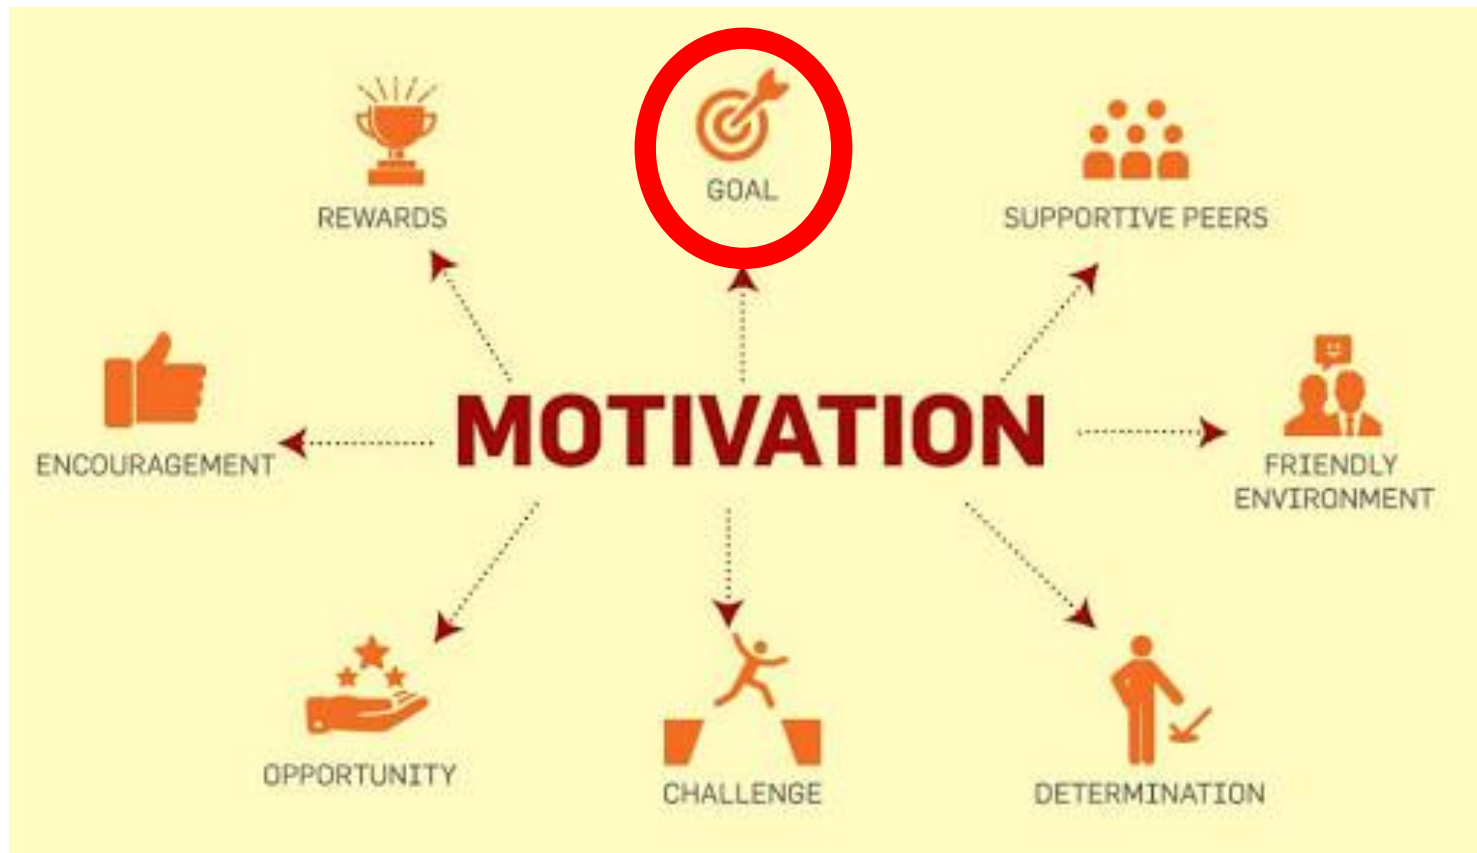 GOAL
REWARDS
SUPPORTIVE PEERS
MOTIVATION
ENCOURAGEMENT
FRIENDLY
ENVIRONMENT
OPPORTUNITY
CHALLENGE
DETERMINATION